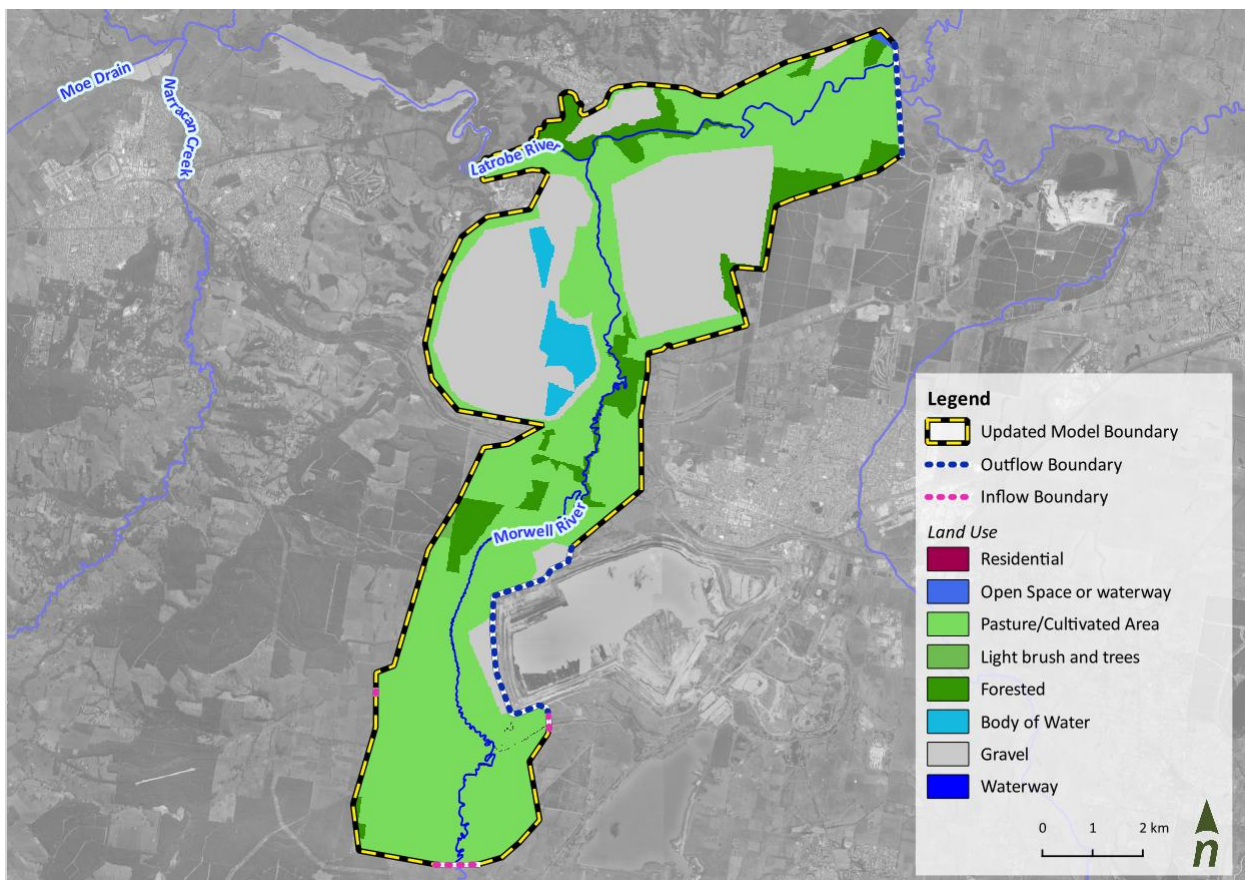 Moe Drain
Narracan Creek
Latrobe River
Morwell River
Legend
Updated Model Boundary
Outflow Boundary
Inflow Boundary
Land Use
Residential
Open Space or waterway
Pasture/Cultivated Area
Light brush and trees
Forested
Body of Water
Gravel
Waterway
0 1 2 km
n